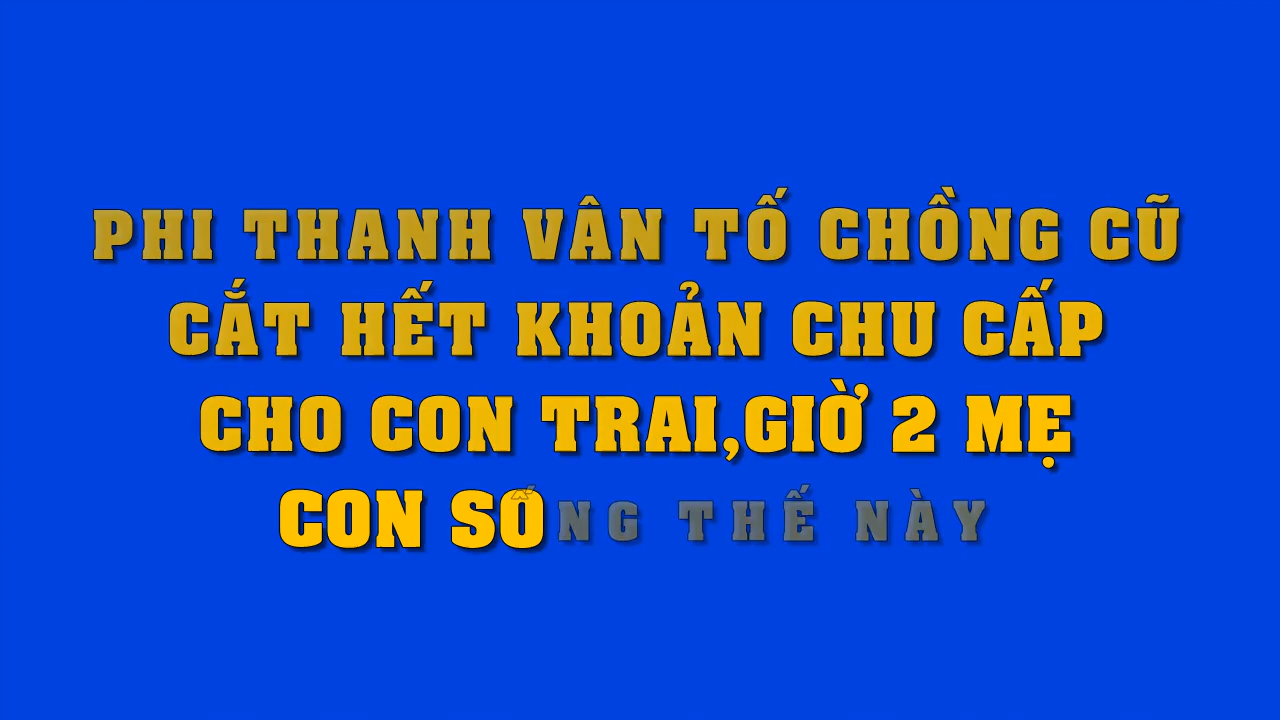 PHI THANH VÂN TỐ CHỒNG CŨ
CẮT HẾT KHOẢN CHU CẤP
CHO CON TRAI,GIỜ 2 MẸ
CON SỐNG THẾ NÀY